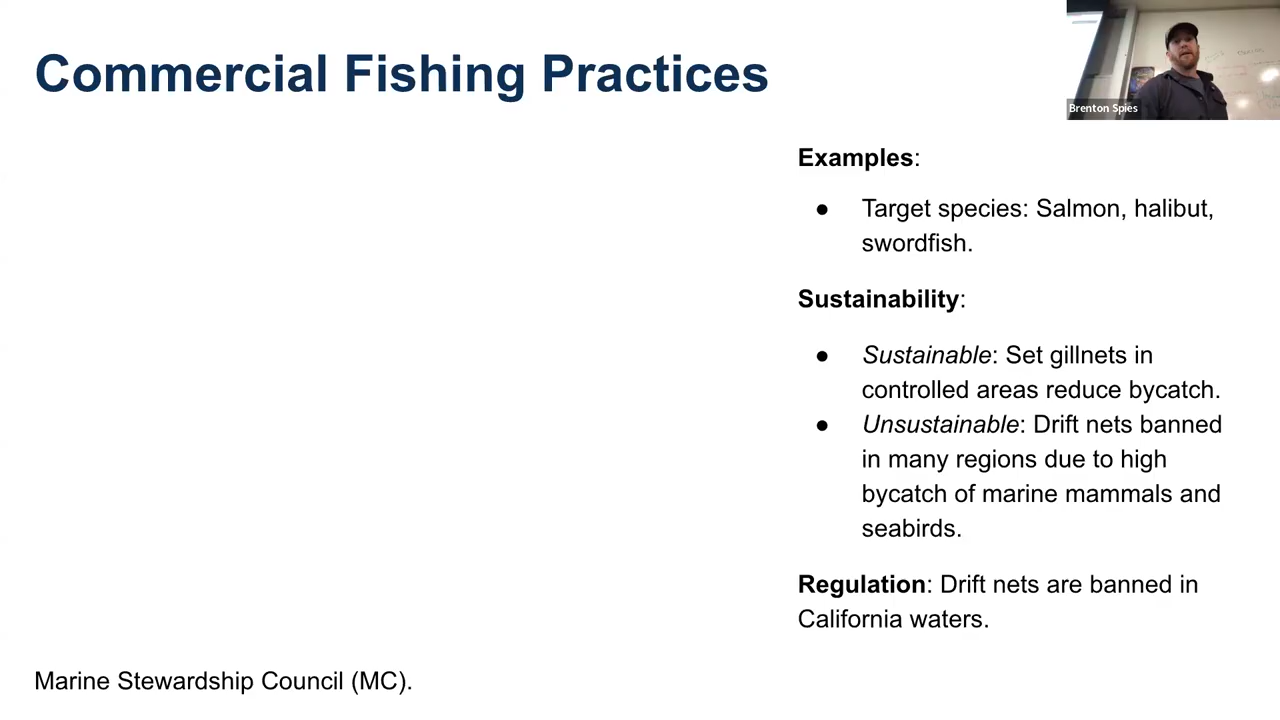 Commercial Fishing Practices
Brenton Spies
Examples:
● Target species: Salmon, halibut,
swordfish.
Sustainability:
● Sustainable: Set gillnets in
controlled areas reduce bycatch.
● Unsustainable: Drift nets banned
in many regions due to high
bycatch of marine mammals and
seabirds.
Regulation: Drift nets are banned in
California waters.
Marine Stewardship Council (MC).